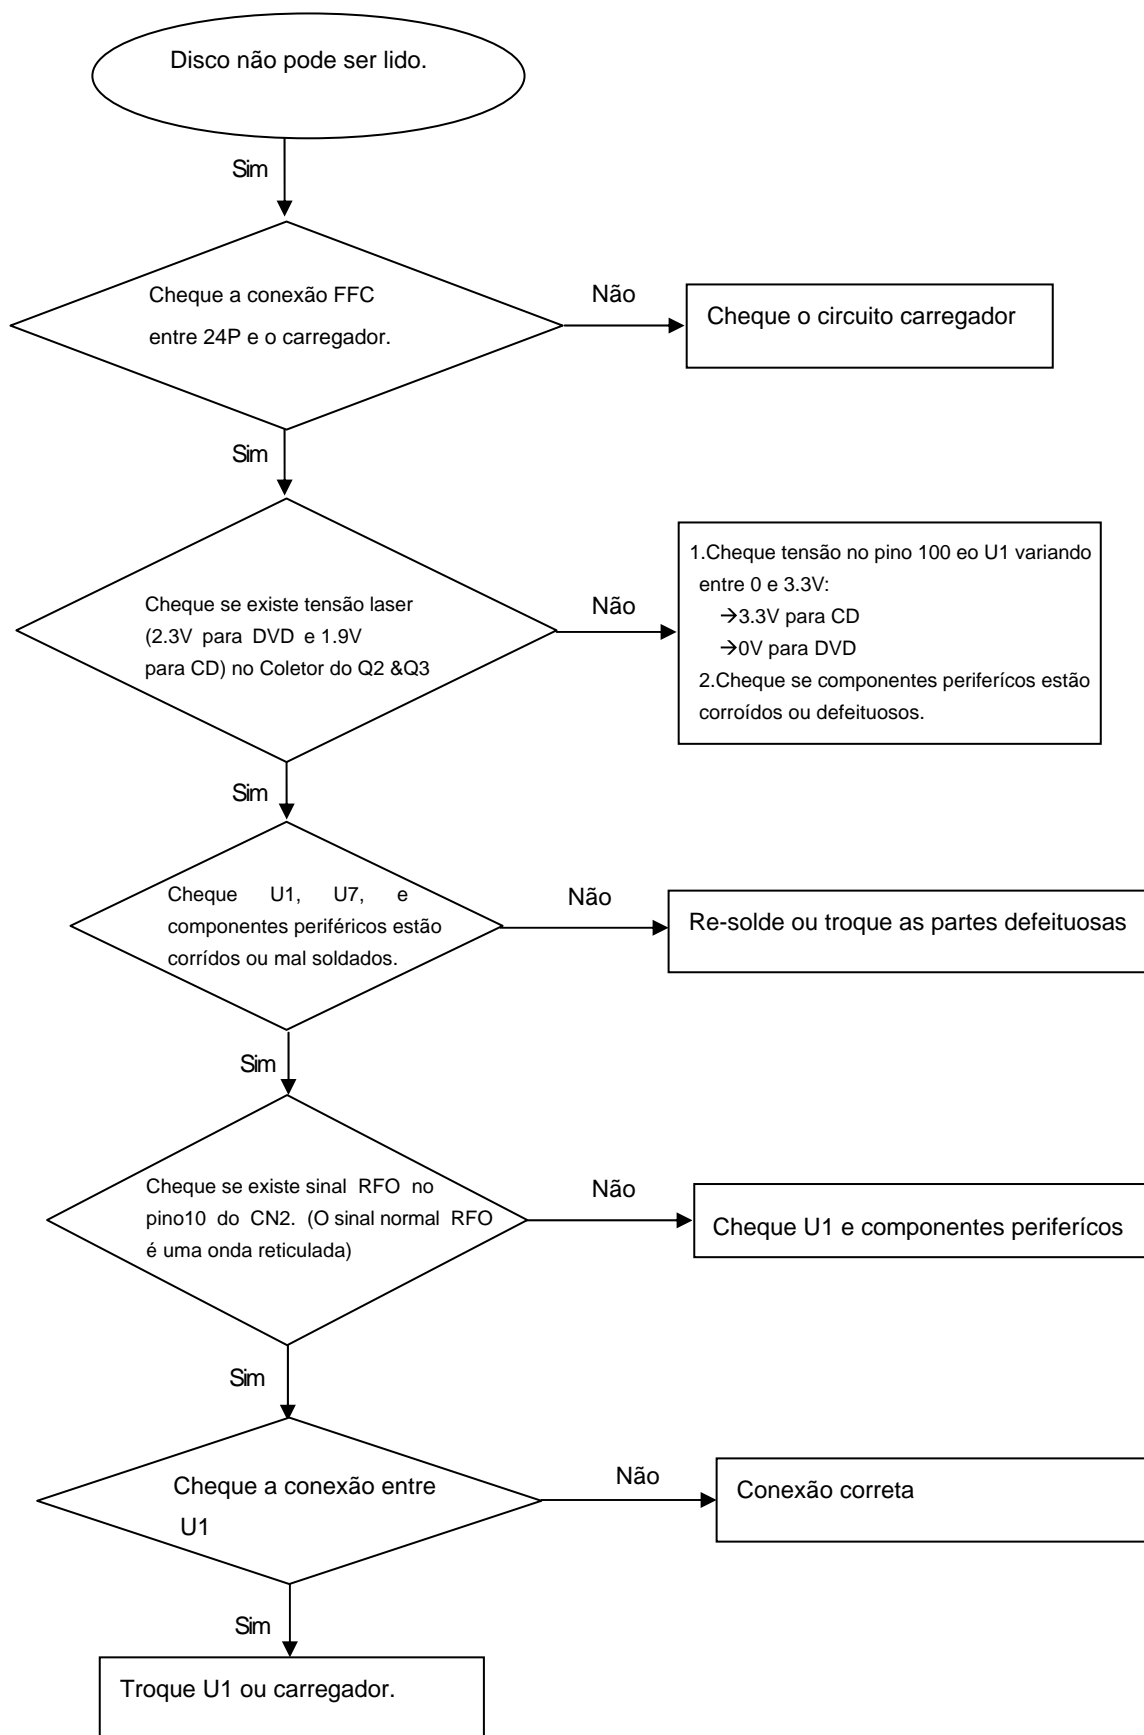 Disco não pode ser lido.
Sim
Cheque a conexão FFC
entre 24P e o carregador.
Não
Cheque o circuito carregador
Sim
Cheque se existe tensão laser
(2.3V para DVD e 1.9V
para CD) no Coletor do Q2 &Q3
Não
1.Cheque tensão no pino 100 eo U1 variando
entre 0 e 3.3V:
→3.3V para CD
→0V para DVD
2.Cheque se componentes periferícos estão
corroídos ou defeituosos.
Sim
Cheque U1, U7, e
componentes periféricos estão
corrídos ou mal soldados.
Não
Re-solde ou troque as partes defeituosas
Sim
Cheque se existe sinal RFO no
pino10 do CN2. (O sinal normal RFO
é uma onda reticulada)
Não
Cheque U1 e componentes periferícos
Sim
Cheque a conexão entre
U1
Não
Conexão correta
Sim
Troque U1 ou carregador.